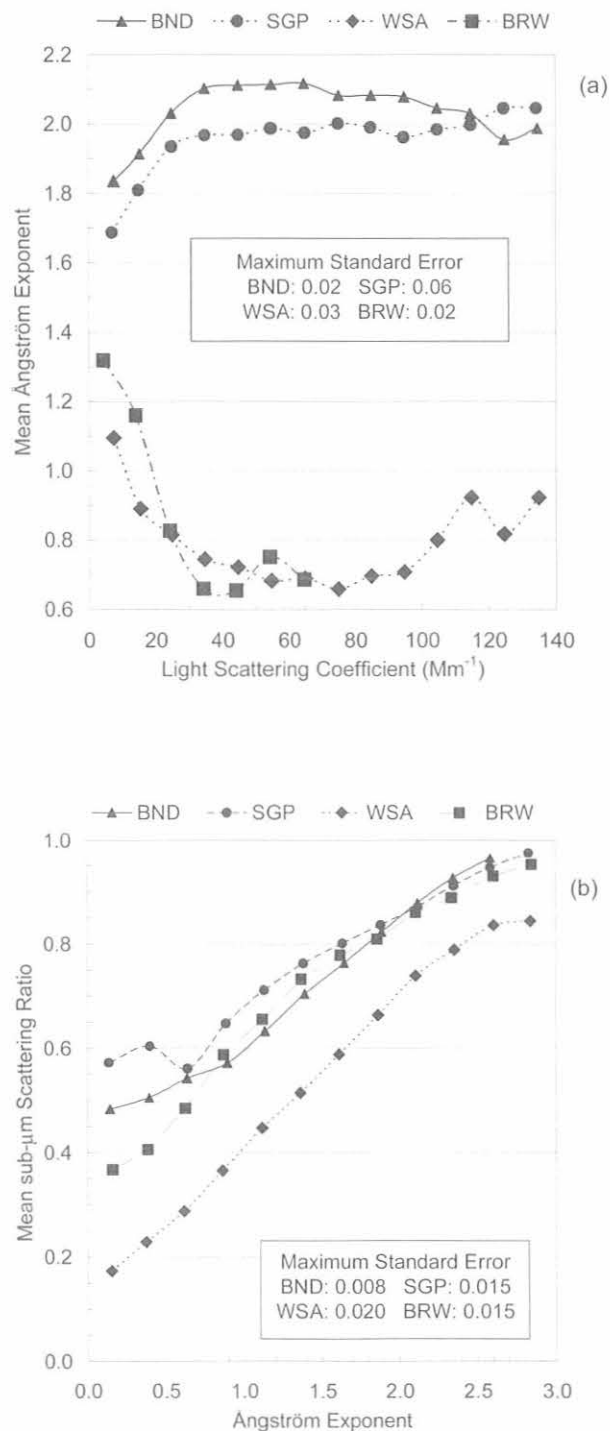 BND SGP WSA BRW
(a)
2.2
2.0
1.8
1.6
1.4
1.2
1.0
0.8
0.6
Mean Ångström Exponent
Maximum Standard Error
BND: 0.02 SGP: 0.06
WSA: 0.03 BRW: 0.02
0 20 40 60 80 100 120 140
Light Scattering Coefficient (Mm⁻¹)
BND SGP WSA BRW
(b)
1.0
0.8
0.6
0.4
0.2
0.0
Mean sub-μm Scattering Ratio
Maximum Standard Error
BND: 0.008 SGP: 0.015
WSA: 0.020 BRW: 0.015
0.0 0.5 1.0 1.5 2.0 2.5 3.0
Ångström Exponent